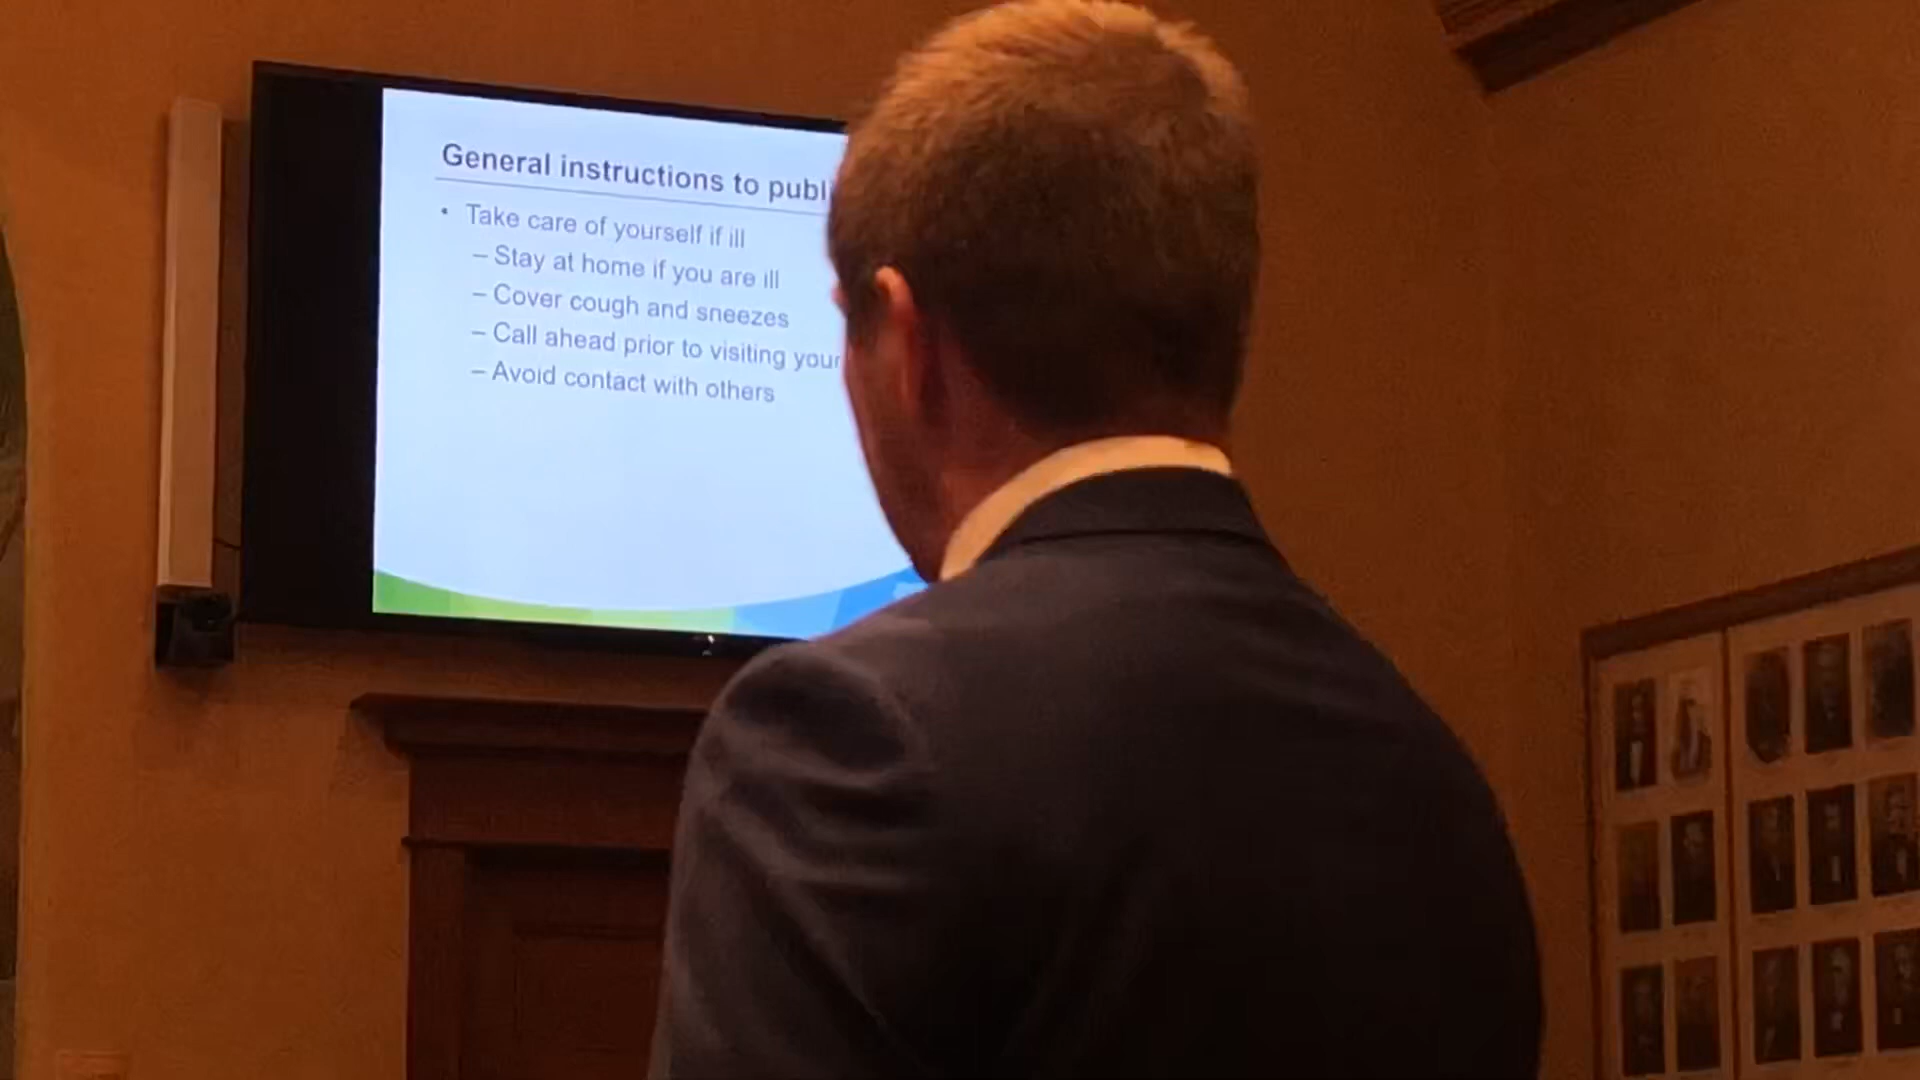 General instructions to
• Take care of yourself if ill
– Stay at home if you are ill
– Cover cough and sneezes
– Call ahead prior to visiting your
– Avoid contact with others